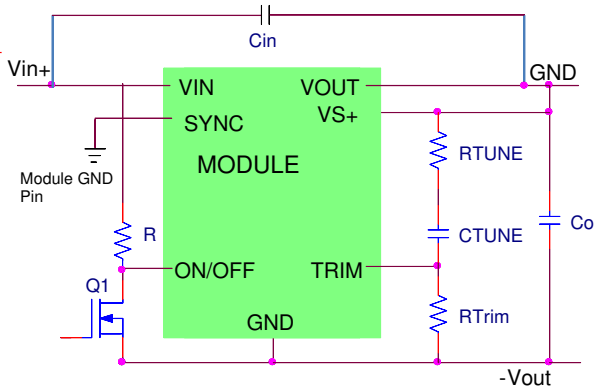 Cin
Vin+
GND
VIN
VOUT
VS+
SYNC
MODULE
RTUNE
Module GND
Pin
R
CTUNE
Co
ON/OFF
TRIM
Q1
RTrim
GND
-Vout